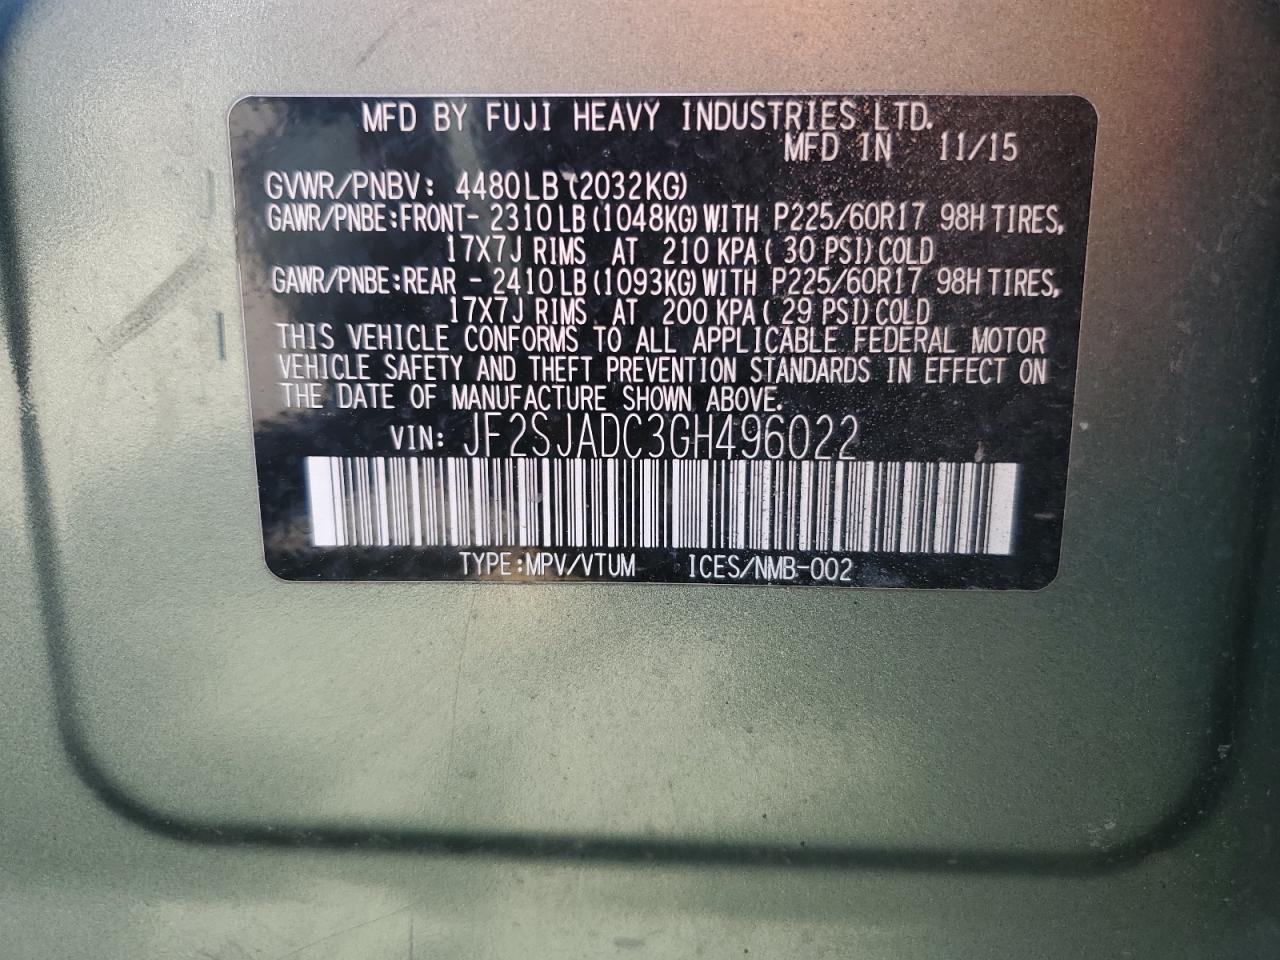 MFD BY FUJI HEAVY INDUSTRIES LTD.
MFD IN 11/15
GVWR/PNBV: 4480LB (2032KG)
GAWR/PNBE:FRONT- 2310 LB (1048KG) WITH P225/60R17 98H TIRES,
17X7J RIMS AT 210 KPA ( 30 PSI) COLD
GAWR/PNBE:REAR - 2410 LB (1093KG) WITH P225/60R17 98H TIRES,
17X7J RIMS AT 200 KPA ( 29 PSI) COLD
THIS VEHICLE CONFORMS TO ALL APPLICABLE FEDERAL MOTOR
VEHICLE SAFETY AND THEFT PREVENTION STANDARDS IN EFFECT ON
THE DATE OF MANUFACTURE SHOWN ABOVE.
VIN: JF2SJADC3GH496022
TYPE:MPV/VTUM ICES/NMB-002